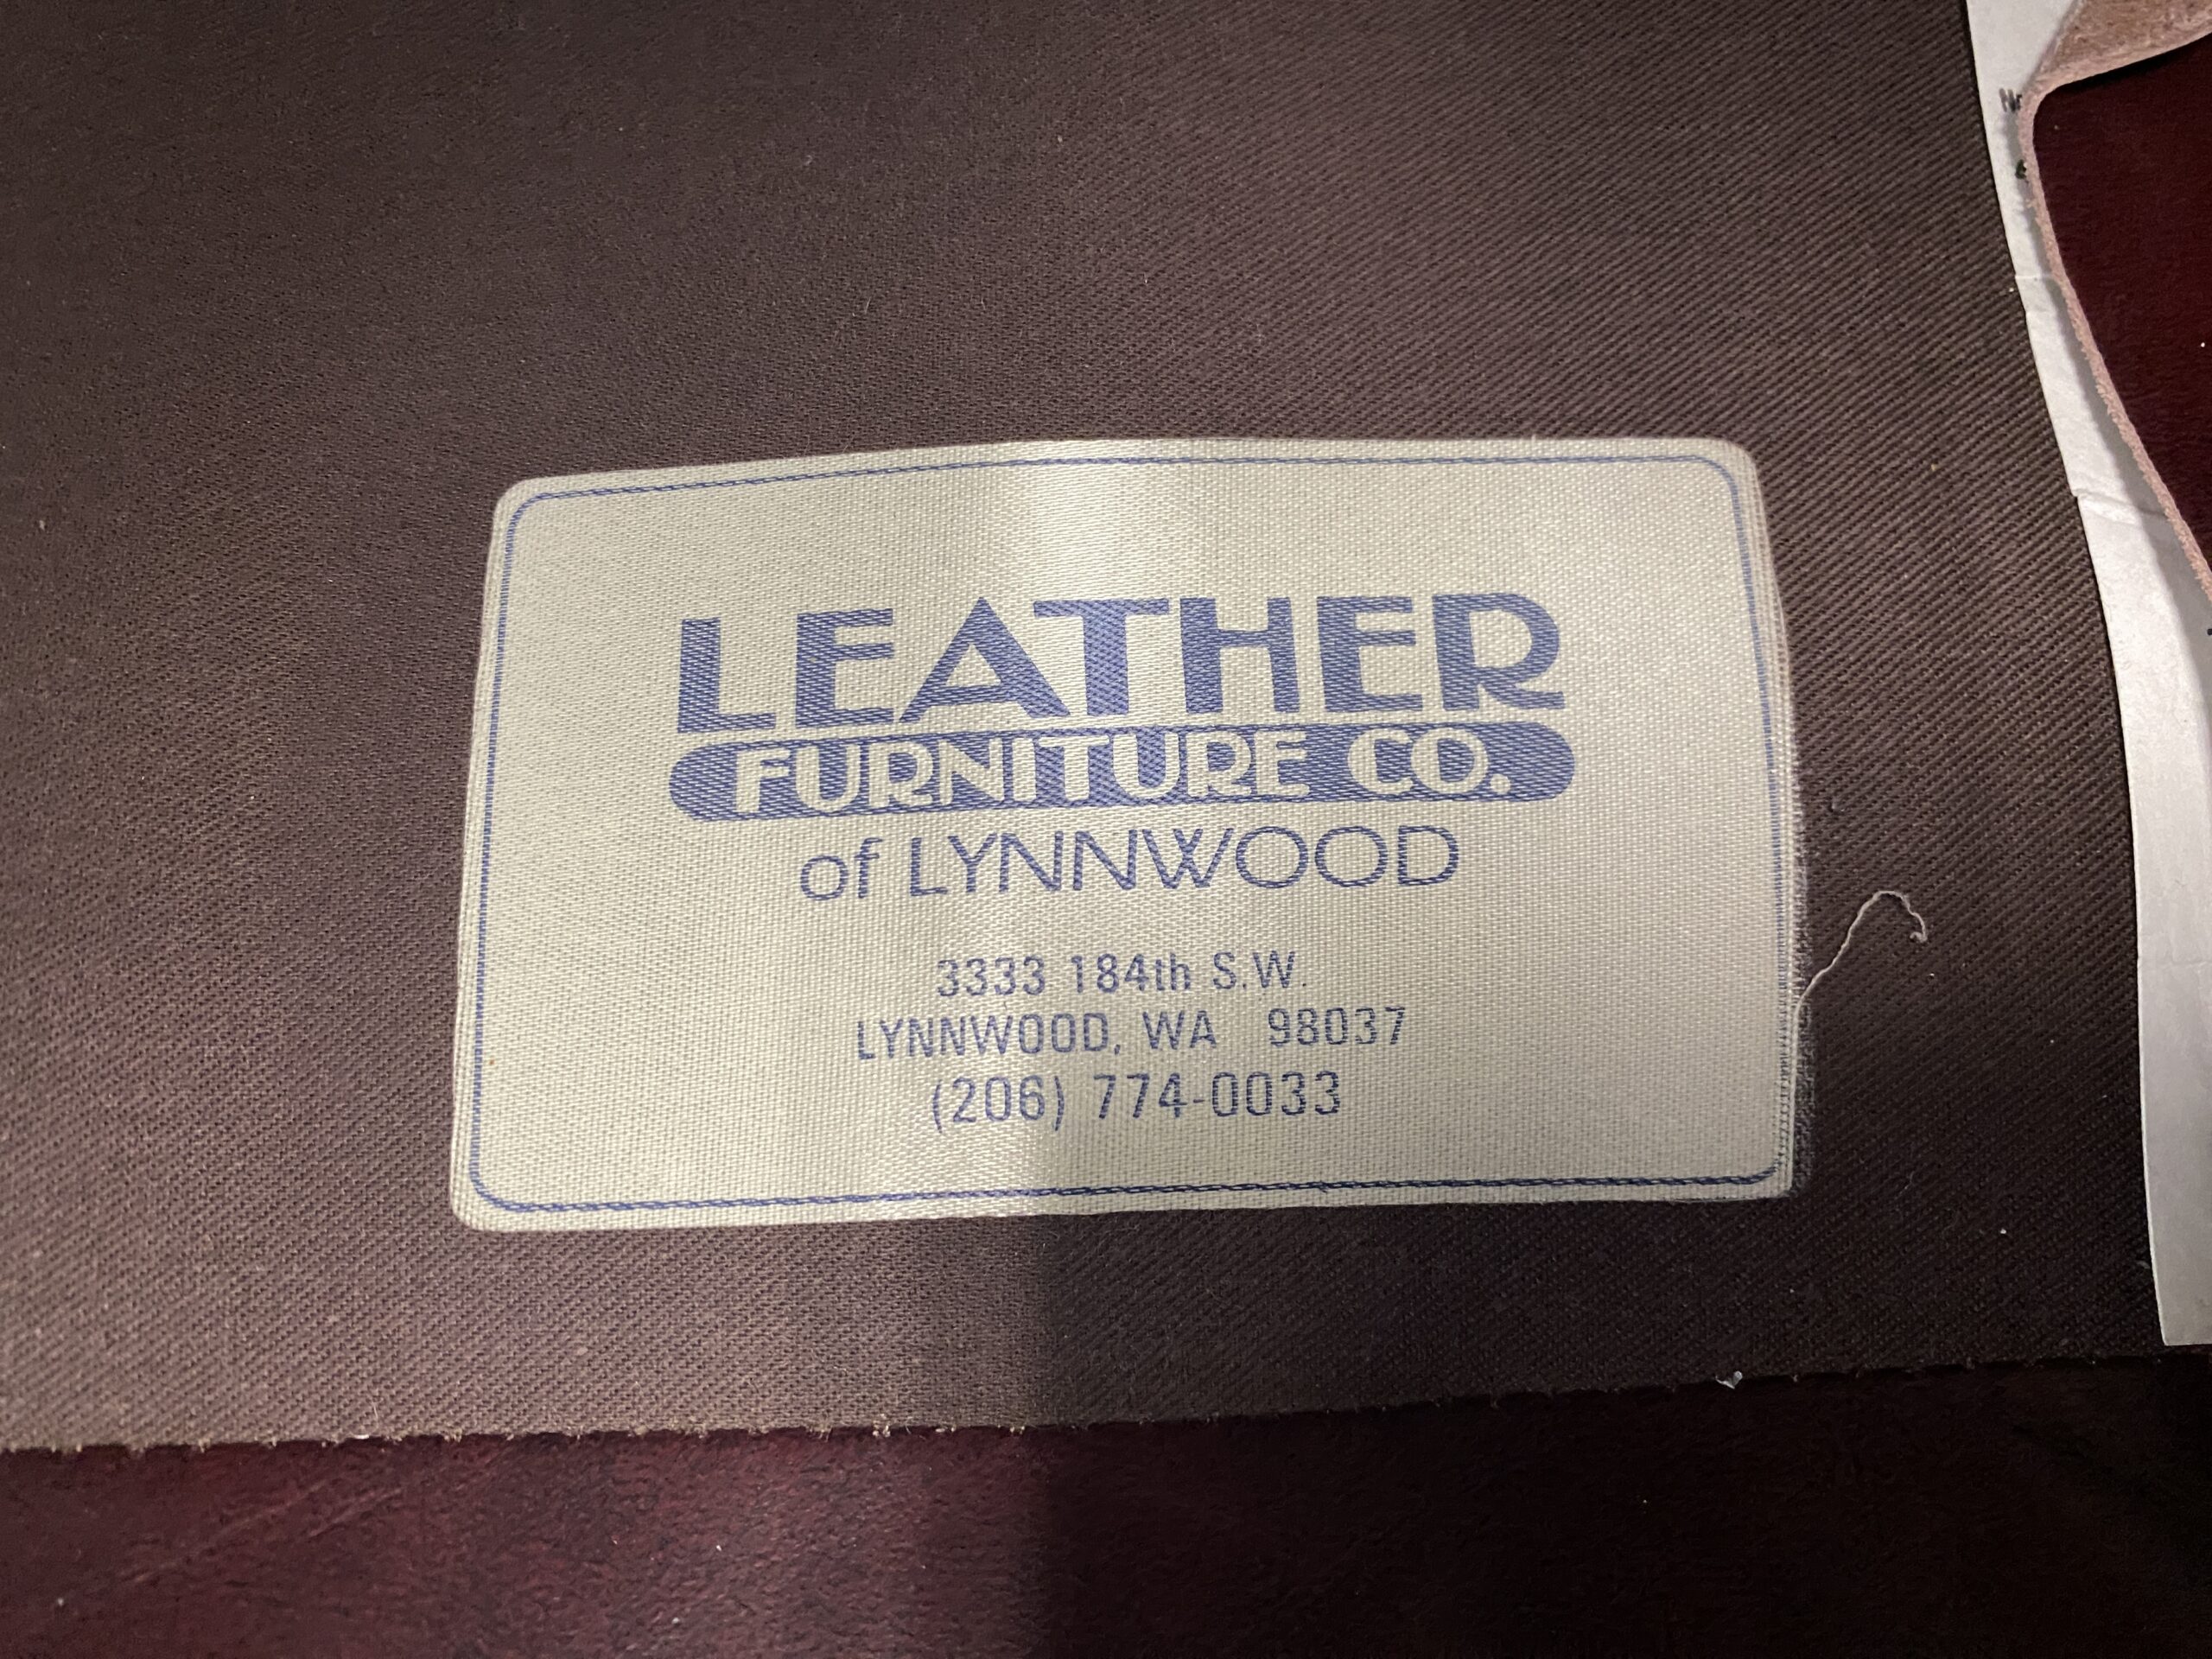 LEATHER
FURNITURE CO.
of LYNNWOOD
3333 184th S.W.
LYNNWOOD, WA 98037
(206) 774-0033